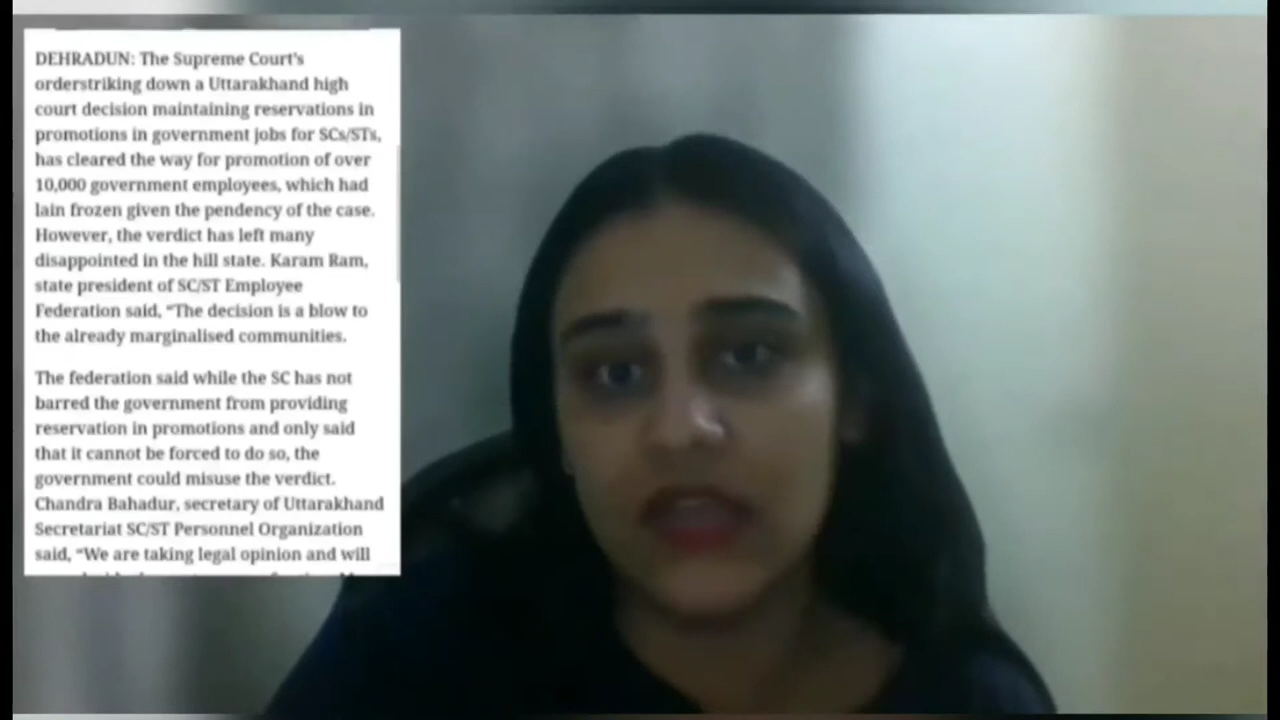 DEHRADUN: The Supreme Court's
orderstriking down a Uttarakhand high
court decision maintaining reservations in
promotions in government jobs for SCs/STs,
has cleared the way for promotion of over
10,000 government employees, which had
lain frozen given the pendency of the case.
However, the verdict has left many
disappointed in the hill state. Karam Ram,
state president of SC/ST Employee
Federation said, “The decision is a blow to
the already marginalised communities.
The federation said while the SC has not
barred the government from providing
reservation in promotions and only said
that it cannot be forced to do so, the
government could misuse the verdict.
Chandra Bahadur, secretary of Uttarakhand
Secretariat SC/ST Personnel Organization
said, “We are taking legal opinion and will